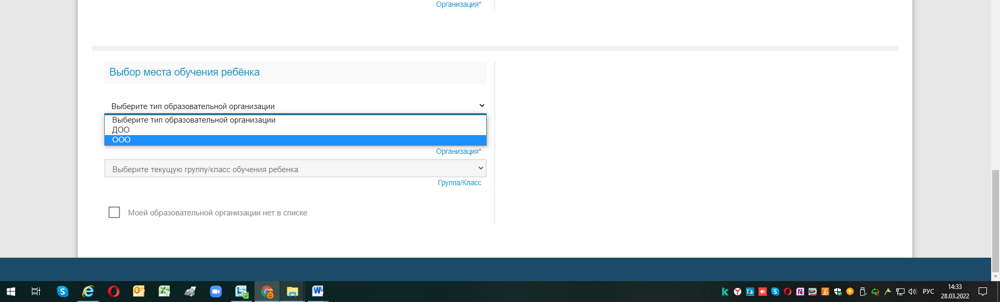 Организация*
Выбор места обучения ребёнка
Выберите тип образовательной организации
Выберите тип образовательной организации
ДОО
ООО
Организация*
Выберите текущую группу/класс обучения ребенка
Группа/Класс
Моей образовательной организации нет в списке
РУС
14:33
28.03.2022